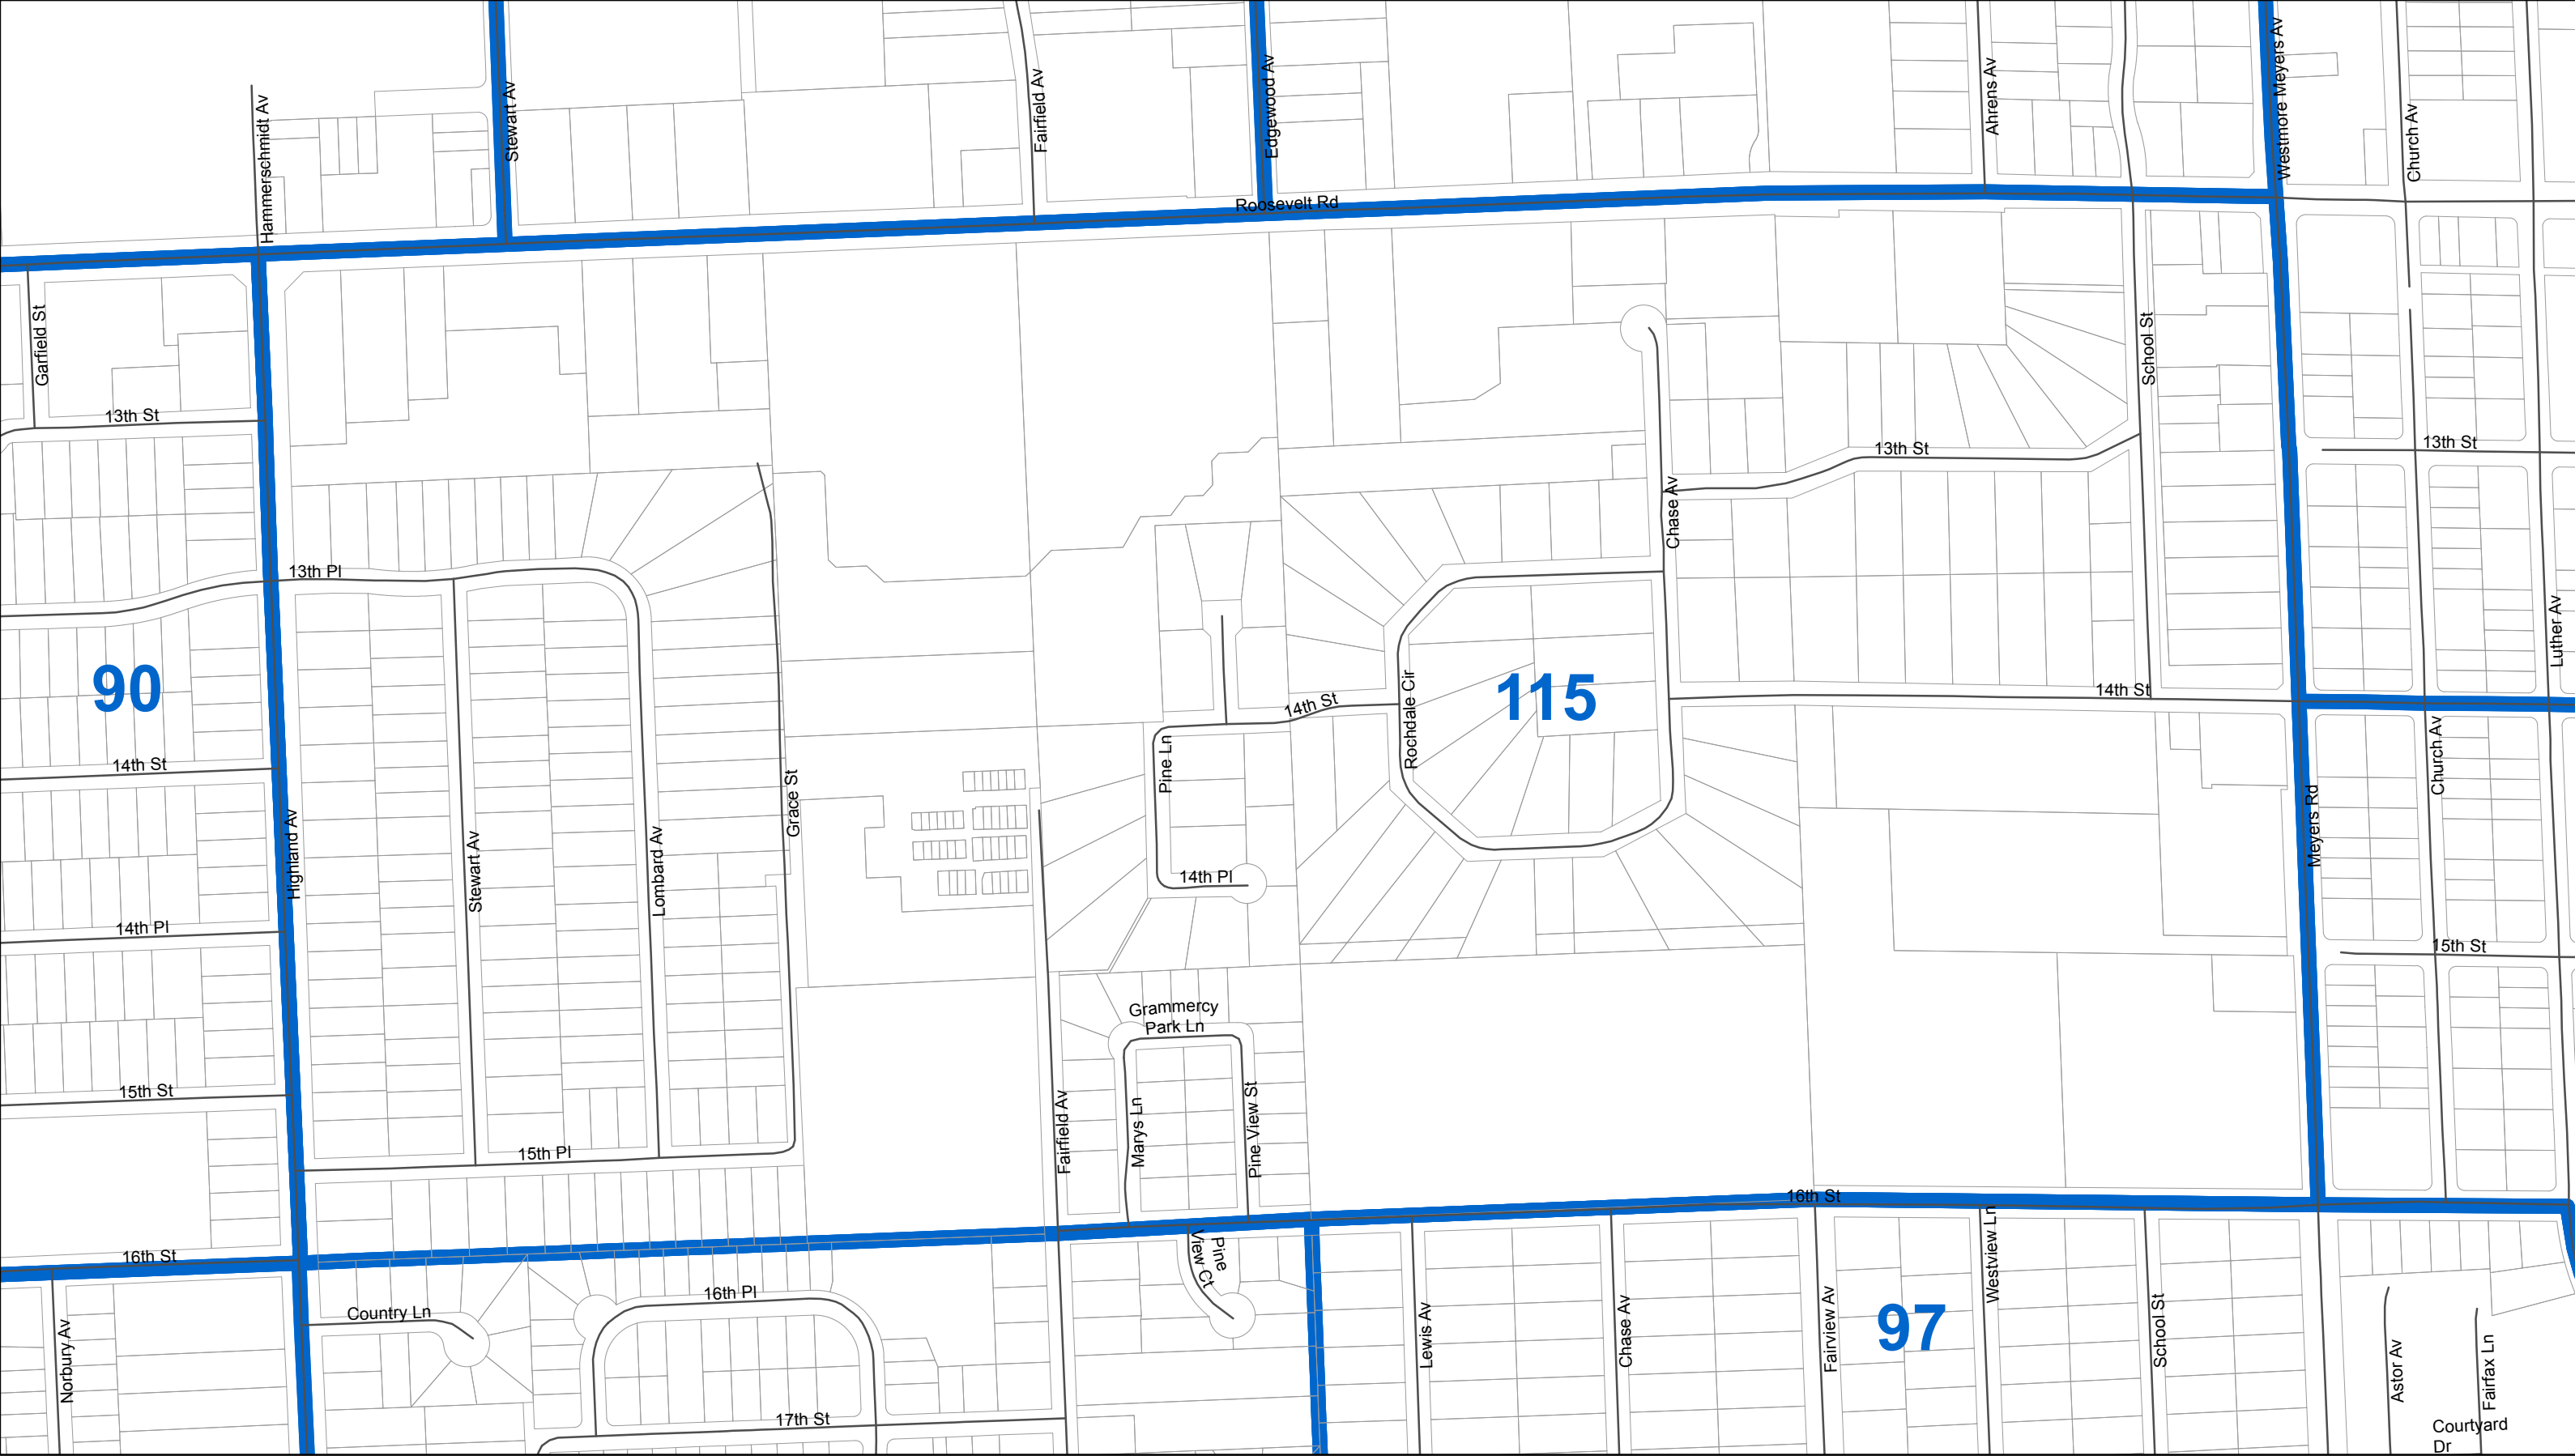 Hammerschmidt Av
Stewart Av
Fairfield Av
Edgewood Av
Ahrens Av
Westmore Meyers Av
Church Av
Roosevelt Rd
Garfield St
13th St
School St
13th St
13th St
Chase Av
13th Pl
Luther Av
90
115
Rochdale Cir
14th St
14th St
14th St
Pine Ln
Church Av
Grace St
Highland Av
Stewart Av
Lombard Av
Meyers Rd
14th Pl
14th Pl
15th St
Grammercy
Park Ln
15th St
Fairfield Av
Marys Ln
Pine View St
15th Pl
16th St
16th St
Pine
View Ct
Westview Ln
16th Pl
Country Ln
Norbury Av
Lewis Av
Chase Av
Fairview Av
97
School St
Astor Av
Fairfax Ln
17th St
Courtyard
Dr